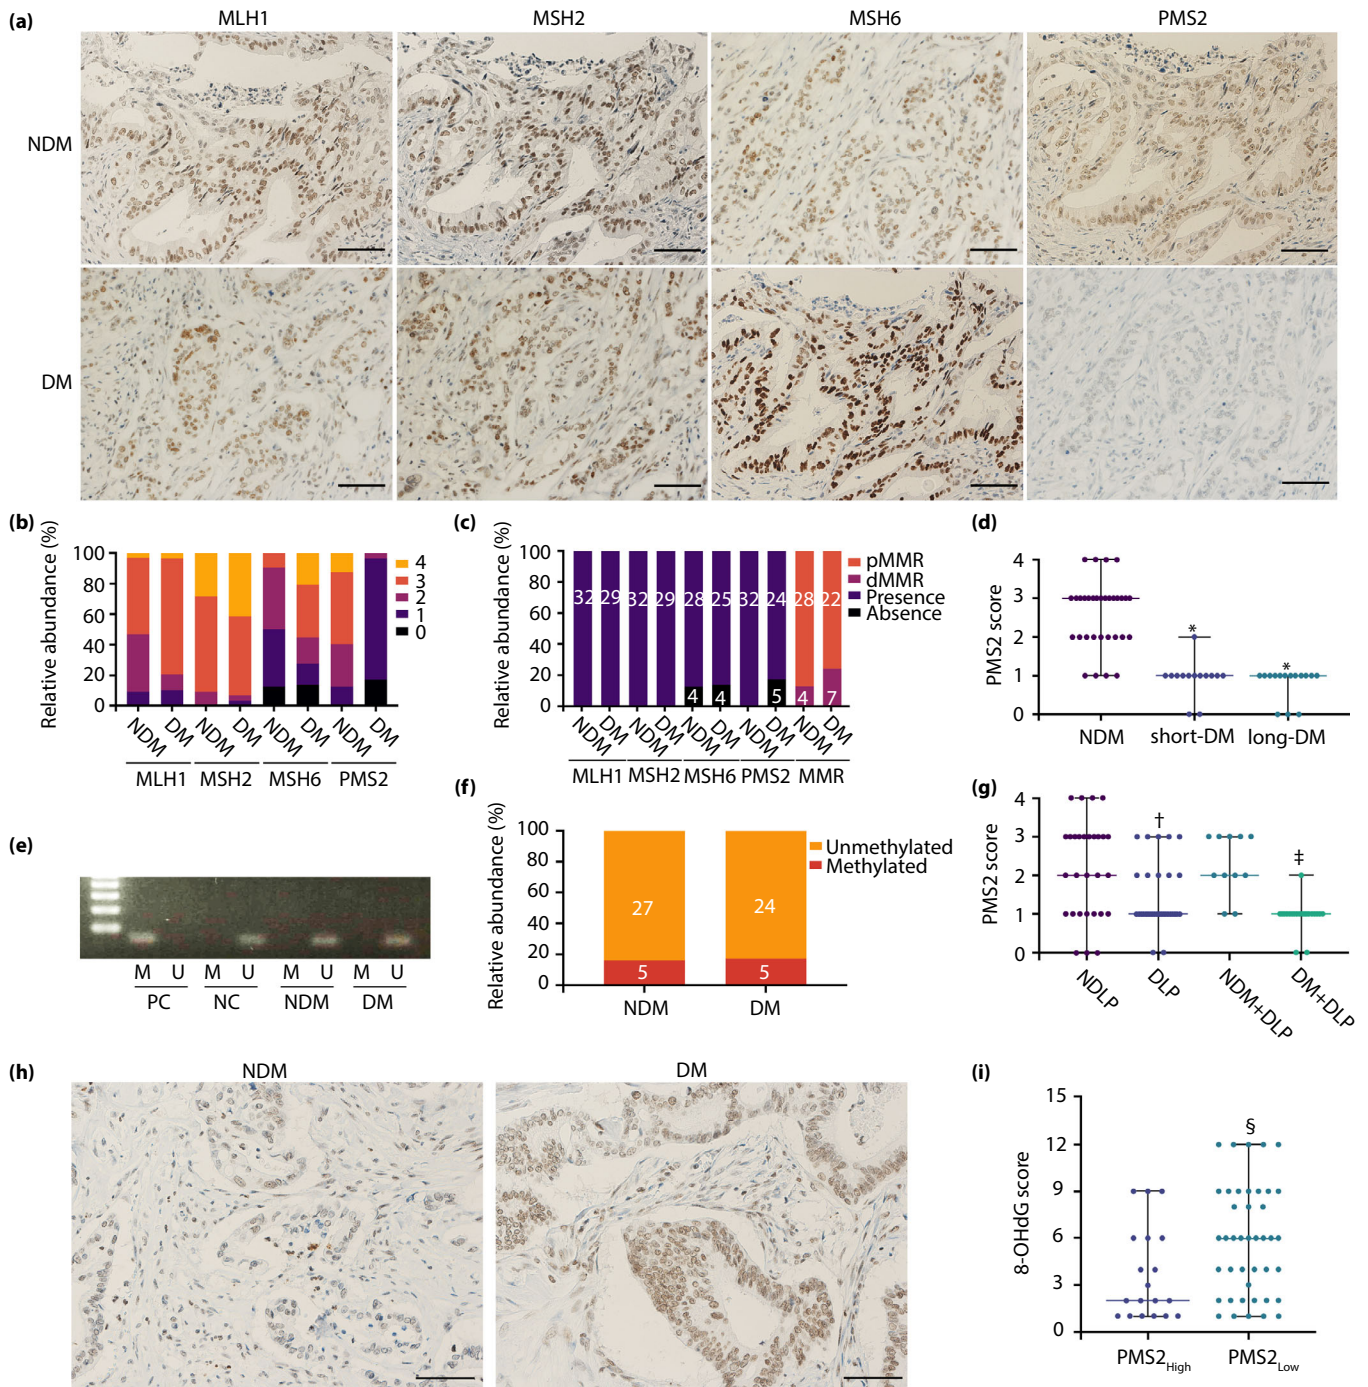 (a)
MLH1 MSH2 MSH6 PMS2
NDM
DM
(b)
Relative abundance (%)
100
80
60
40
20
0
4
3
2
1
0
NDM DM NDM DM NDM DM NDM DM
MLH1 MSH2 MSH6 PMS2
(c)
Relative abundance (%)
100
80
60
40
20
0
32 29 32 29 28 25 32 24 28 22
4 4 5 4 7
pMMR
dMMR
Presence
Absence
NDM DM NDM DM NDM DM NDM DM NDM DM
MLH1 MSH2 MSH6 PMS2 MMR
(d)
PMS2 score
4
3
2
1
0
* *
NDM short-DM long-DM
(e)
M U M U M U M U
PC NC NDM DM
(f)
Relative abundance (%)
100
80
60
40
20
0
27 24
5 5
Unmethylated
Methylated
NDM DM
(g)
PMS2 score
4
3
2
1
0
† ‡
NDLP DLP NDM+DLP DM+DLP
(h)
NDM DM
(i)
8-OHdG score
15
12
9
6
3
0
§
PMS2High PMS2Low